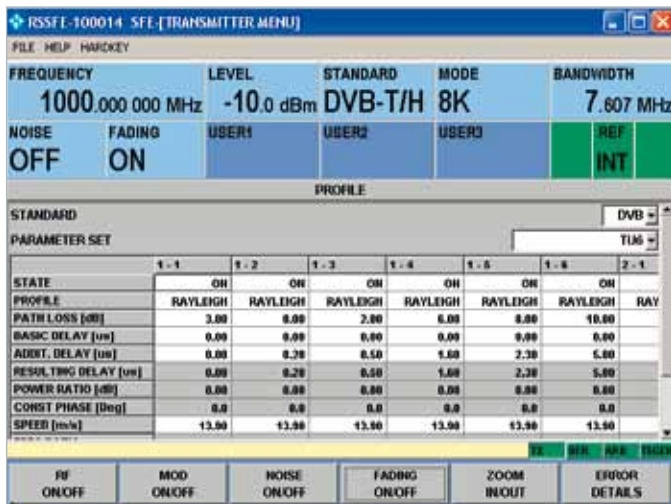 RSSFE-100014 SFE-[TRANSMITTER MENU]
FILE HELP HARDKEY
FREQUENCY LEVEL STANDARD MODE BANDWIDTH
1000.000 000 MHz -10.0 dBm DVB-T/H 8K 7.607 MHz
NOISE FADING USER1 USER2 USER3 REF
OFF ON INT
PROFILE
STANDARD DVB
PARAMETER SET TU6
1 - 1 1 - 2 1 - 3 1 - 4 1 - 5 1 - 6 2 - 1
STATE ON ON ON ON ON ON
PROFILE RAYLEIGH RAYLEIGH RAYLEIGH RAYLEIGH RAYLEIGH RAYLEIGH RAY
PATH LOSS [dB] 3.00 0.00 2.00 6.00 8.00 10.00
BASIC DELAY [us] 0.00 0.00 0.00 0.00 0.00 0.00
ADDIT. DELAY [us] 0.00 0.20 0.50 1.60 2.30 5.00
RESULTING DELAY [us] 0.00 0.20 0.50 1.60 2.30 5.00
POWER RATIO [dB] 0.00 0.00 0.00 0.00 0.00 0.00
CONST PHASE [Deg] 0.0 0.0 0.0 0.0 0.0 0.0
SPEED [m/s] 13.90 13.90 13.90 13.90 13.90 13.90
TX BER ARB
RF ON/OFF
MOD ON/OFF
NOISE ON/OFF
FADING ON/OFF
ZOOM IN/OUT
ERROR DETAILS